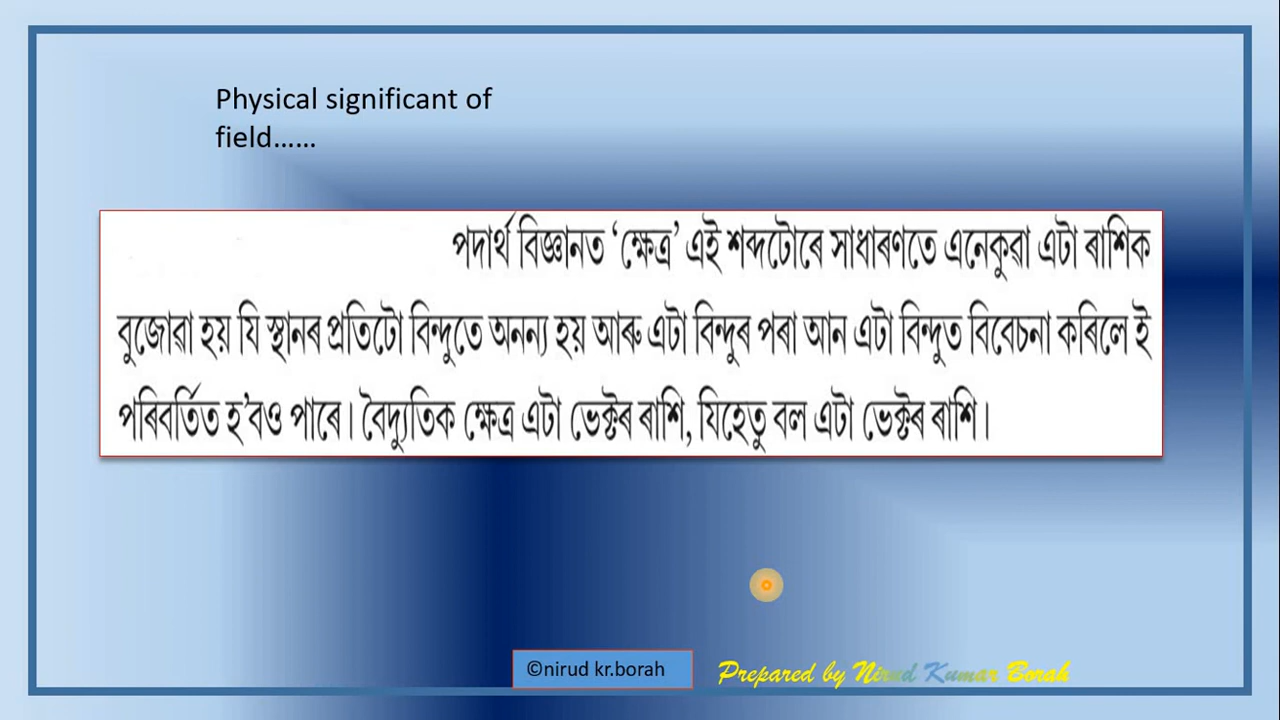 Physical significant of
field......
পদাৰ্থ বিজ্ঞানত ‘ক্ষেত্ৰ’ এই শব্দটোৰে সাধাৰণতে এনেকুৱা এটা ৰাশিক
বুজোৱা হয় যি স্থানৰ প্ৰতিটো বিন্দুতে অনন্য হয় আৰু এটা বিন্দুৰ পৰা আন এটা বিন্দুত বিবেচনা কৰিলে ই
পৰিবৰ্তিত হ’বও পাৰে। বৈদ্যুতিক ক্ষেত্ৰ এটা ভেক্টৰ ৰাশি, যিহেতু বল এটা ভেক্টৰ ৰাশি।
©nirud kr.borah
Prepared by Nirud Kumar Borah